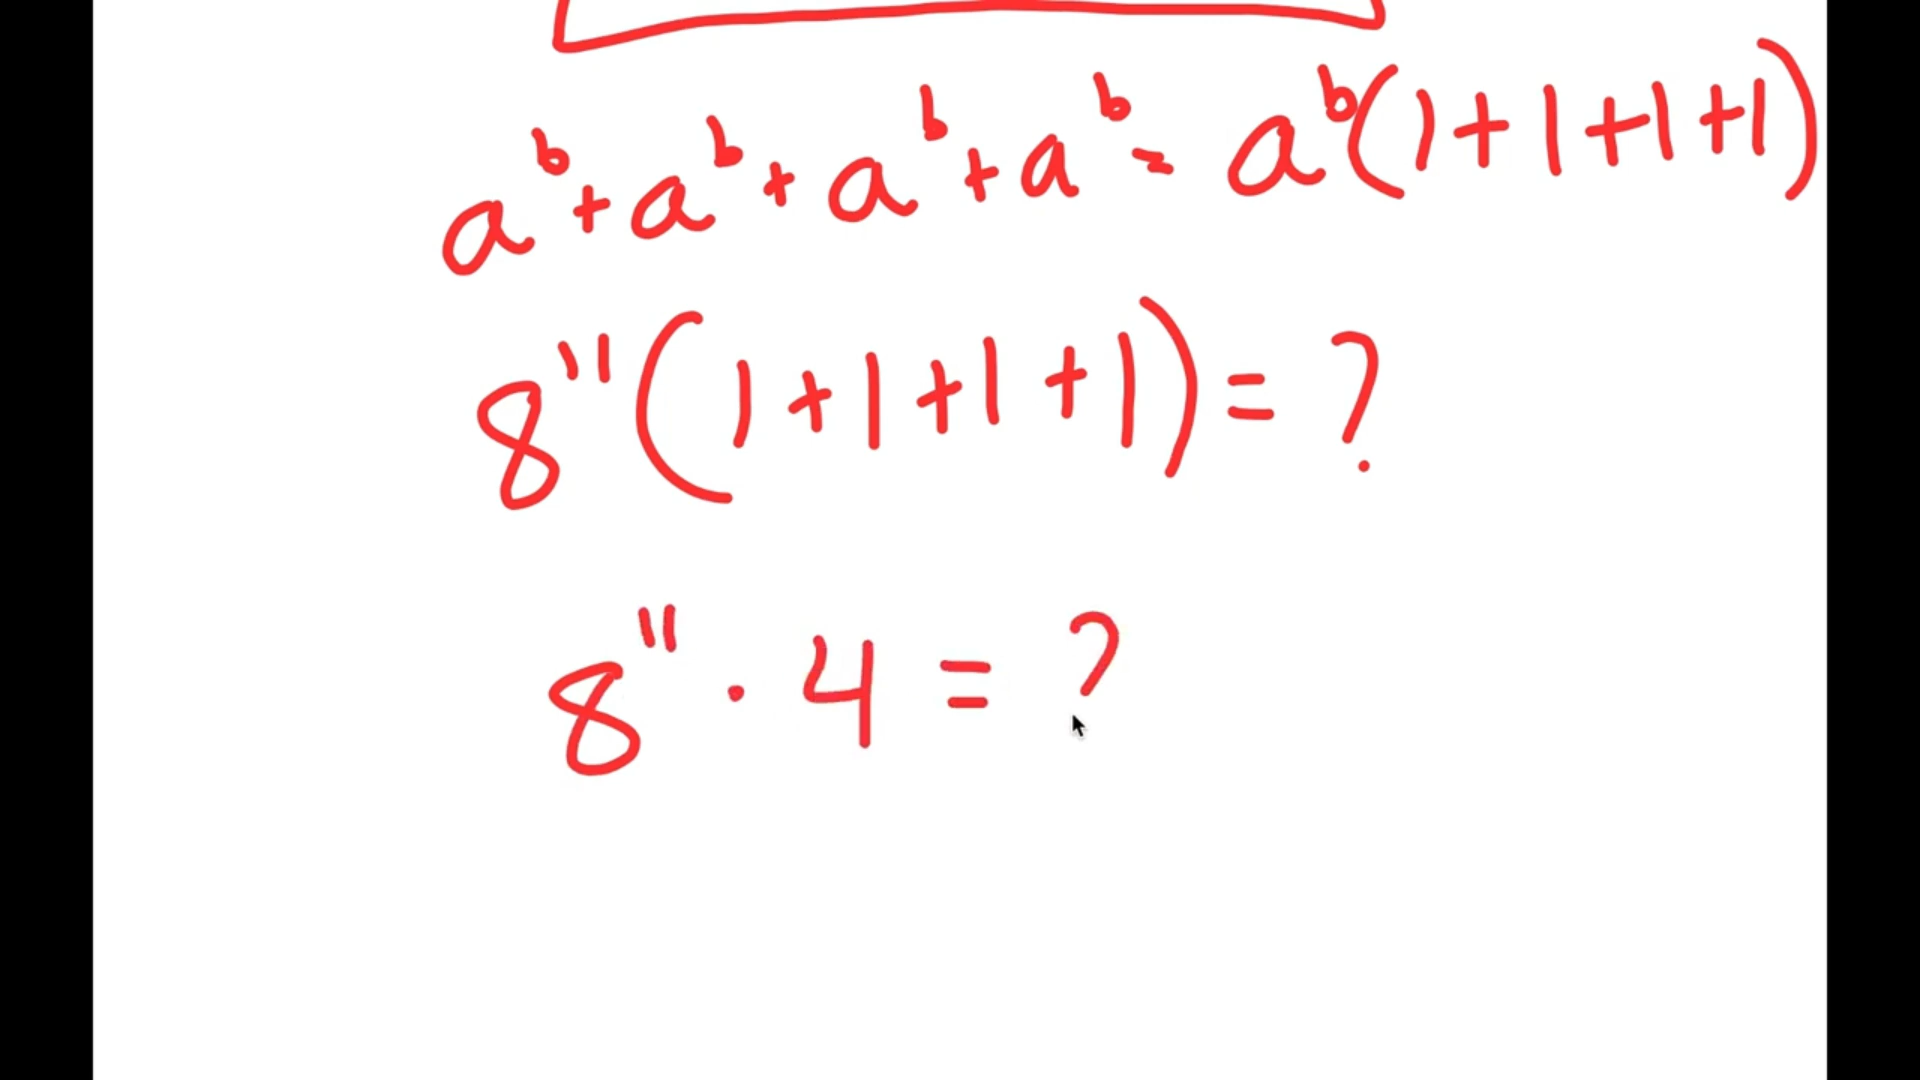 a^b + a^b + a^b + a^b = a^b(1+1+1+1)
8^11(1+1+1+1) = ?
8^11 · 4 = ?